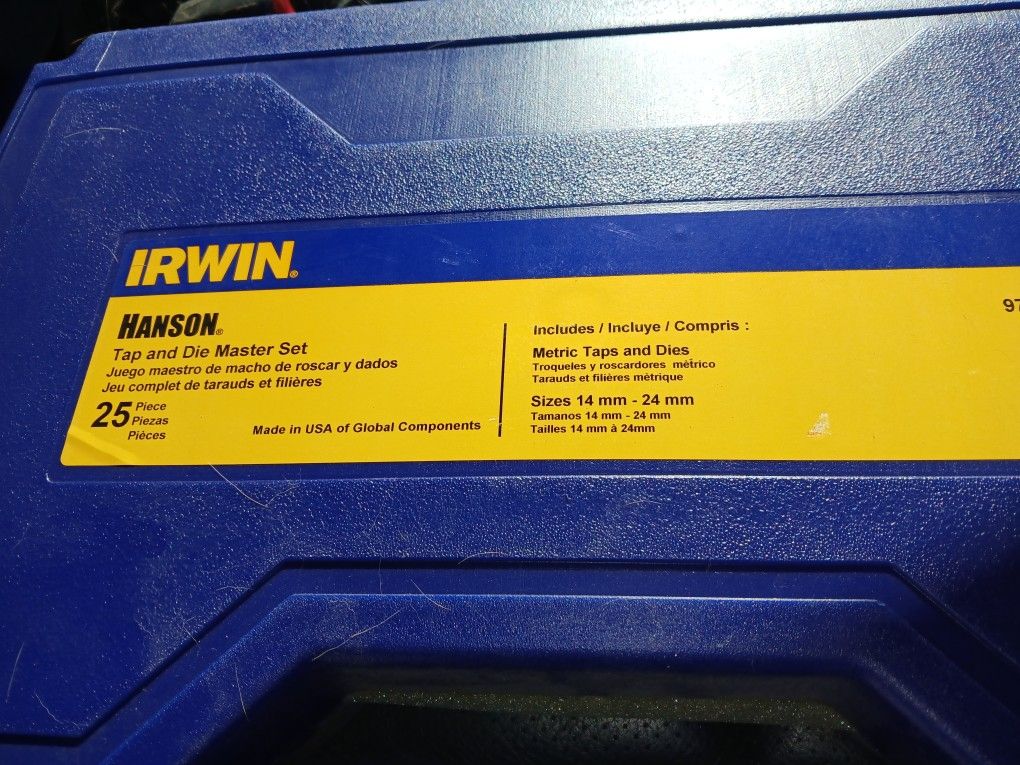 IRWIN®
HANSON®
Tap and Die Master Set
Juego maestro de macho de roscar y dados
Jeu complet de tarauds et filières
25 Piece
Piezas
Pièces
Made in USA of Global Components
Includes / Incluye / Compris :
Metric Taps and Dies
Troqueles y roscardores métrico
Tarauds et filières métrique
Sizes 14 mm - 24 mm
Tamanos 14 mm - 24 mm
Tailles 14 mm à 24mm
97